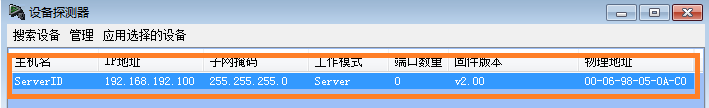 设备探测器
搜索设备 管理 应用选择的设备
主机名 IP地址 子网掩码 工作模式 端口数量 固件版本 物理地址
ServerID 192.168.192.100 255.255.255.0 Server 0 v2.00 00-06-98-05-0A-C0